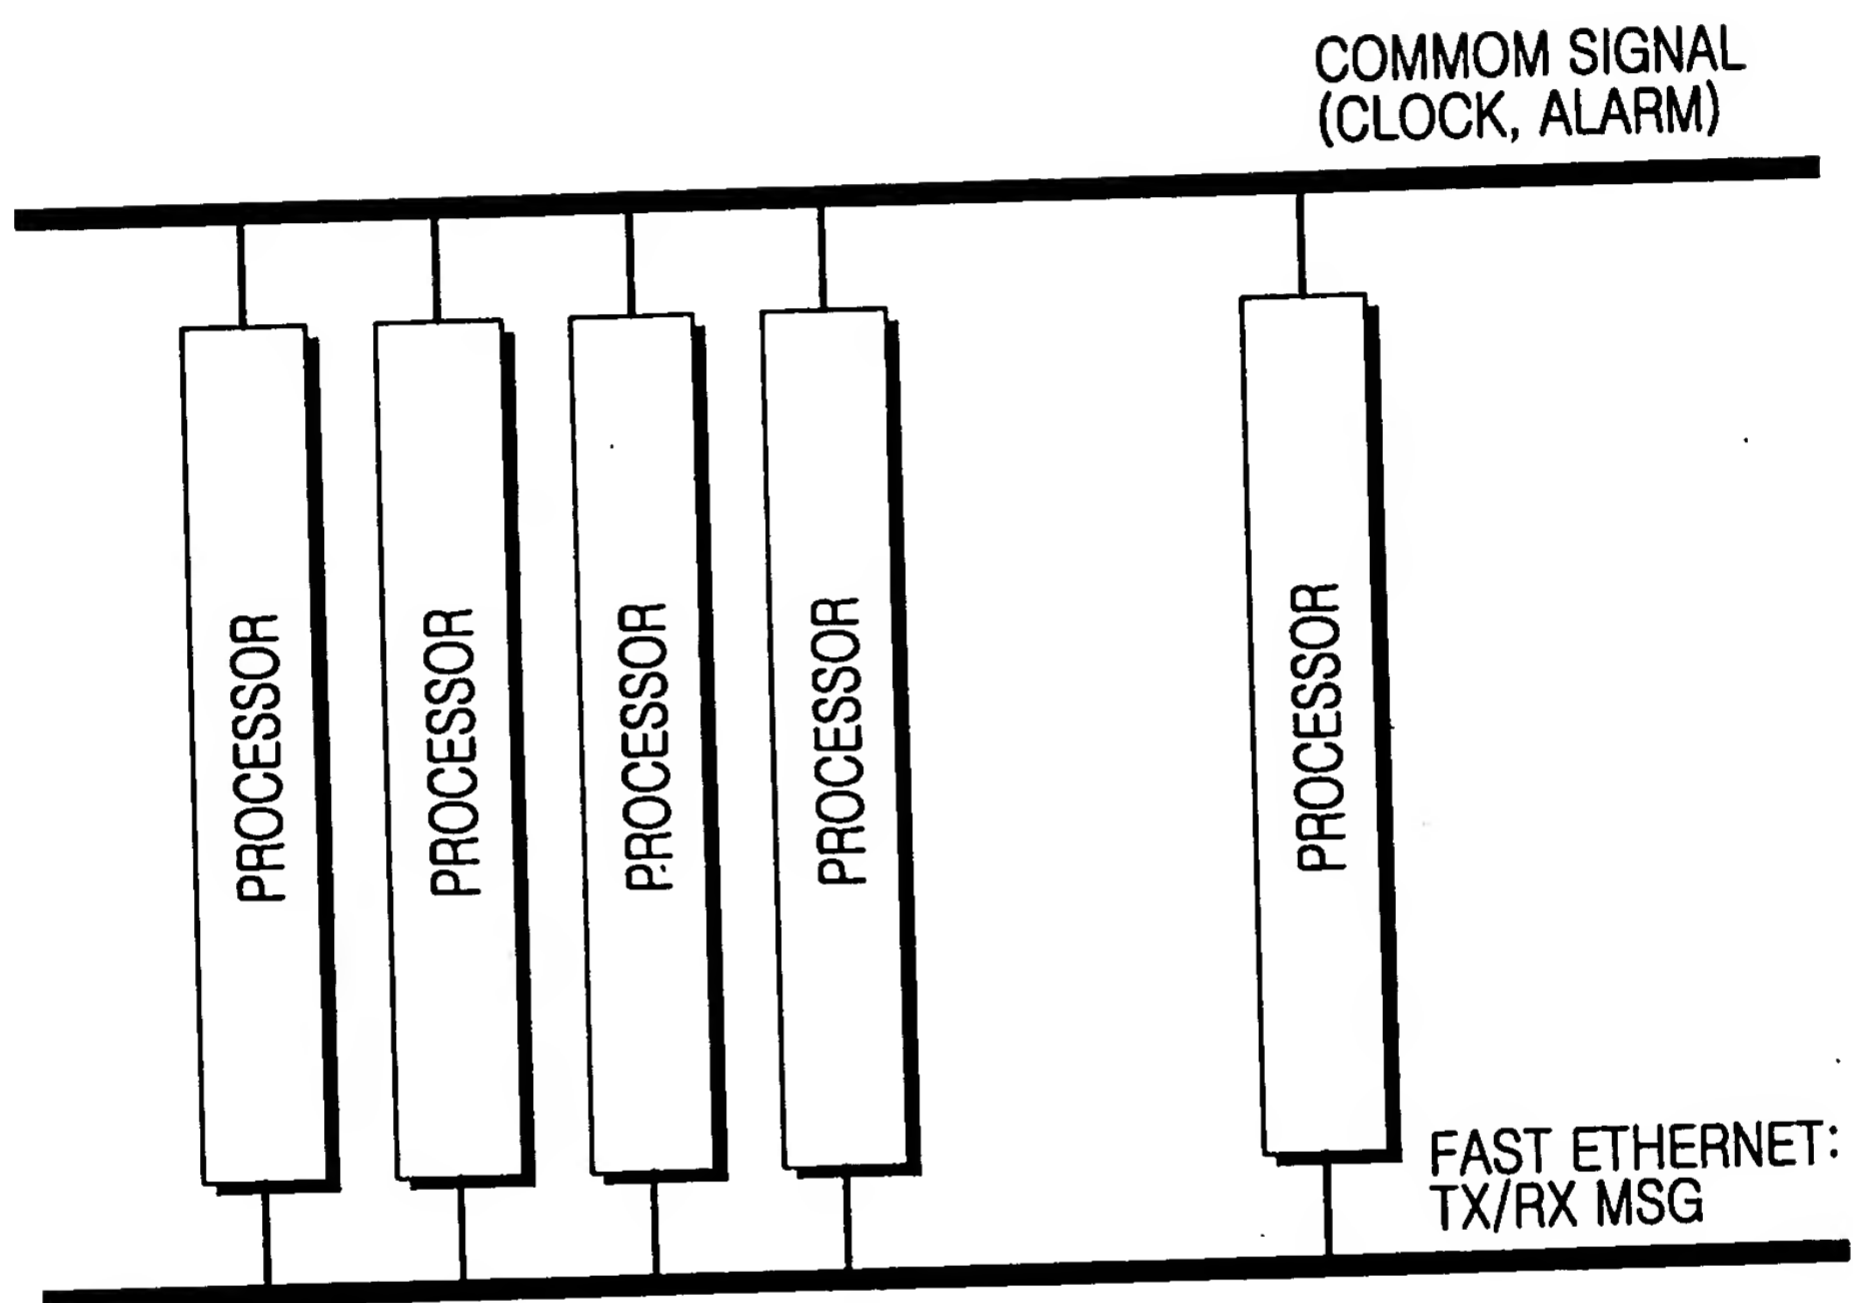 COMMOM SIGNAL
(CLOCK, ALARM)
PROCESSOR
PROCESSOR
PROCESSOR
PROCESSOR
PROCESSOR
FAST ETHERNET:
TX/RX MSG